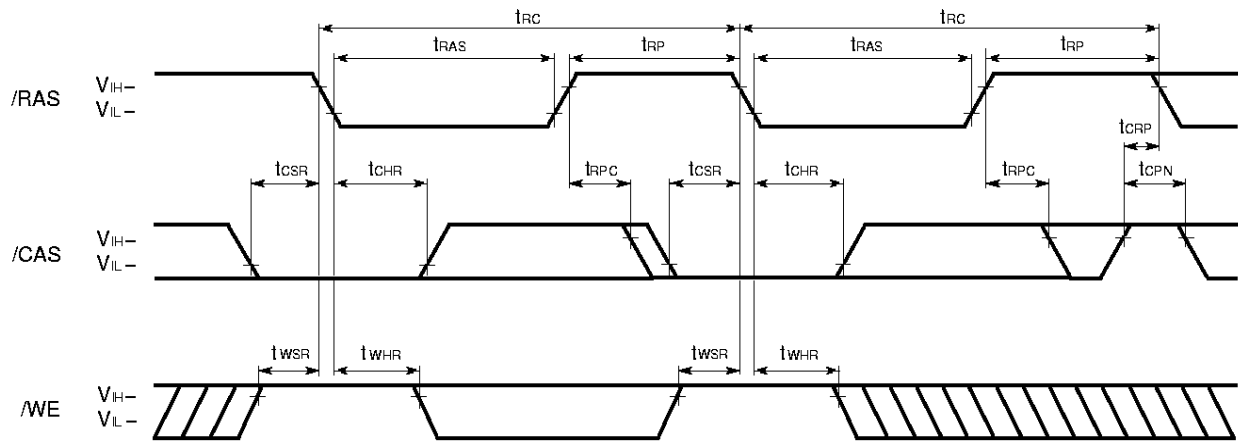 tRC tRC
tRAS tRP tRAS tRP
/RAS VIH– VIL–
tCRP
tCSR tCHR tRPC tCSR tCHR tRPC tCPN
/CAS VIH– VIL–
tWSR tWHR tWSR tWHR
/WE VIH– VIL–